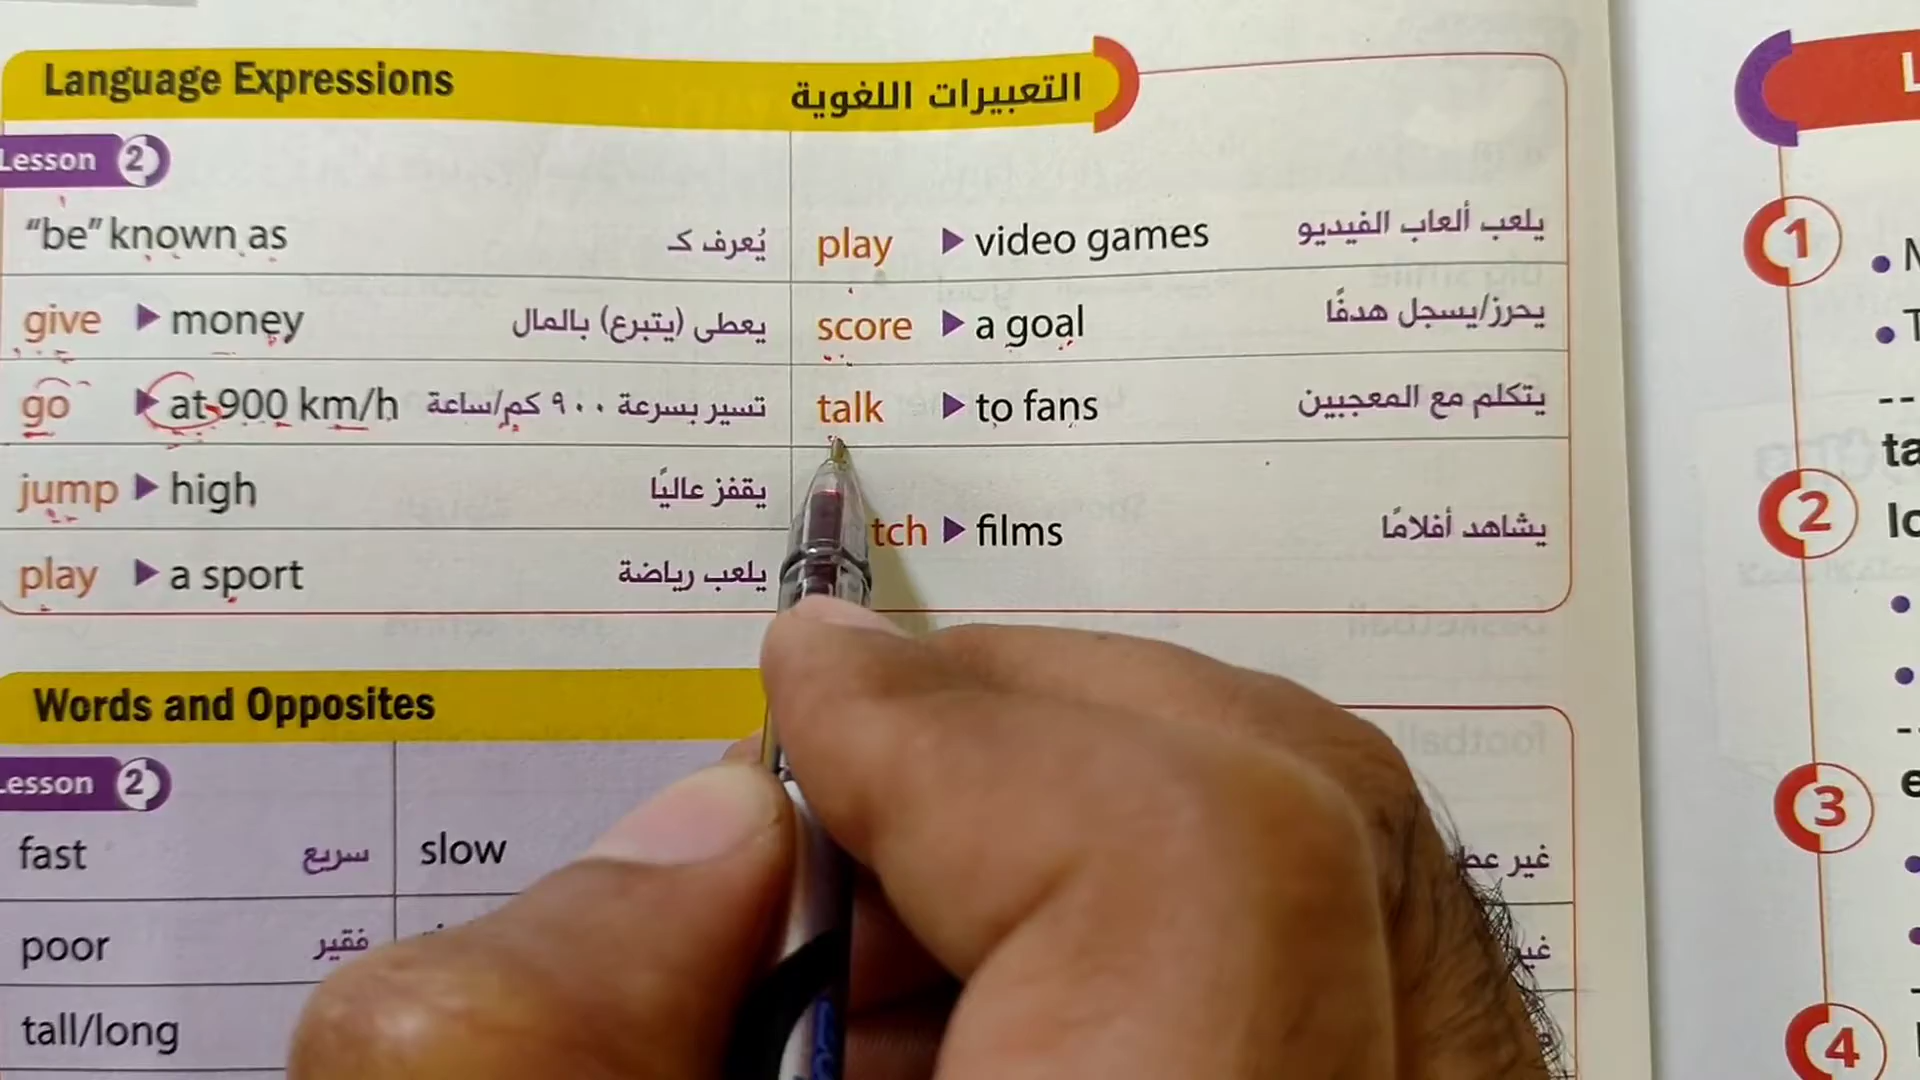 Language Expressions التعبيرات اللغوية
Lesson 2
"be" known as يُعرف كـ
give ▶ money يعطى (يتبرع) بالمال
go ▶ at 900 km/h تسير بسرعة ٩٠٠ كم/ساعة
jump ▶ high يقفز عاليًا
play ▶ a sport يلعب رياضة
play ▶ video games يلعب ألعاب الفيديو
score ▶ a goal يحرز/يسجل هدفًا
talk ▶ to fans يتكلم مع المعجبين
tch ▶ films يشاهد أفلامًا
Words and Opposites
Lesson 2
fast سريع slow
poor فقير
tall/long
غير
1
2
3
4